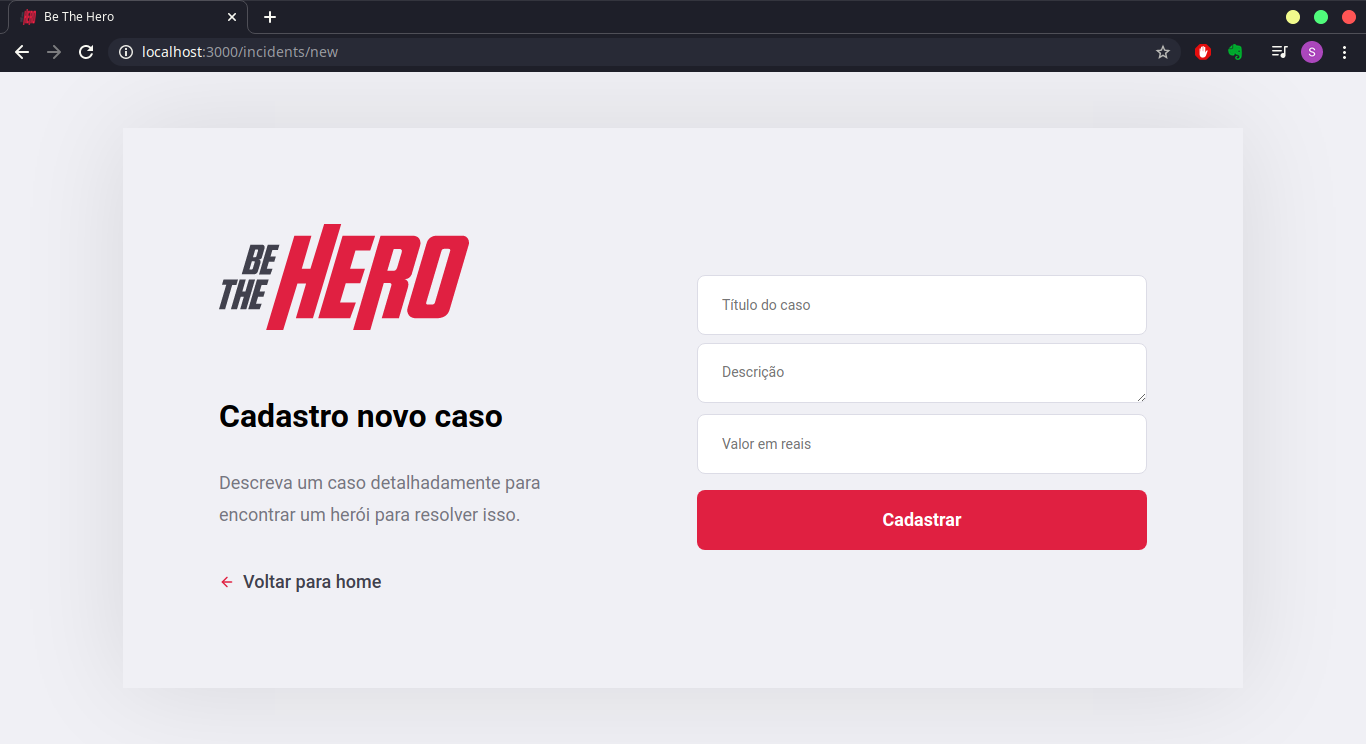 Be The Hero
localhost:3000/incidents/new
S
BE
THE
HERO
Cadastro novo caso
Descreva um caso detalhadamente para
encontrar um herói para resolver isso.
Voltar para home
Título do caso
Descrição
Valor em reais
Cadastrar